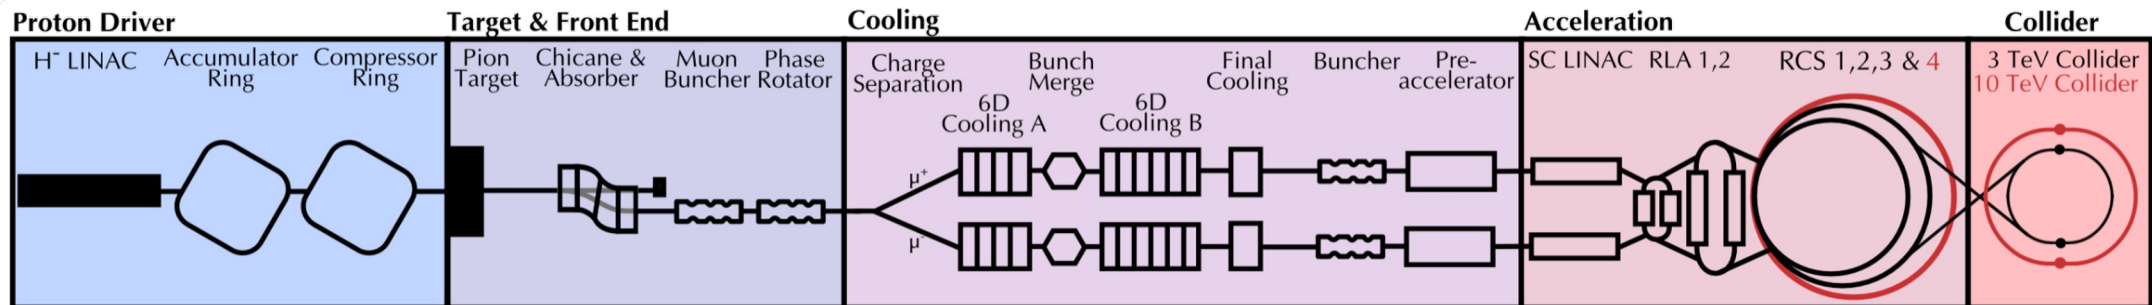 Proton Driver
Target & Front End
Cooling
Acceleration
Collider
H⁻ LINAC
Accumulator
Ring
Compressor
Ring
Pion
Target
Chicane &
Absorber
Muon
Buncher
Phase
Rotator
Charge
Separation
6D
Cooling A
Bunch
Merge
6D
Cooling B
Final
Cooling
Buncher
Pre-
accelerator
SC LINAC
RLA 1,2
RCS 1,2,3 & 4
3 TeV Collider
10 TeV Collider
μ⁺
μ⁻